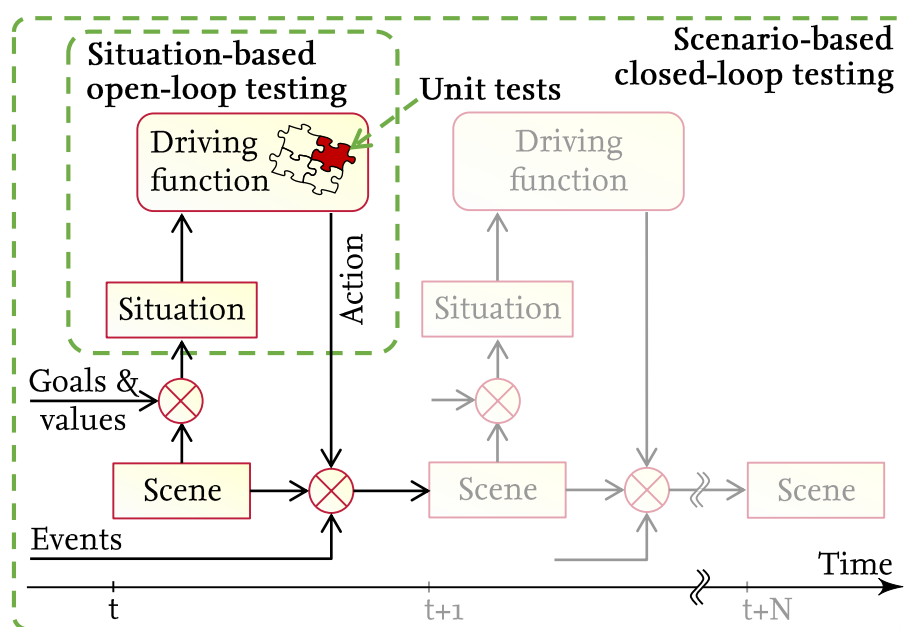 Situation-based
open-loop testing
Scenario-based
closed-loop testing
Unit tests
Driving
function
Driving
function
Action
Situation
Situation
Goals &
values
Scene
Scene
Scene
Events
Time
t
t+1
t+N